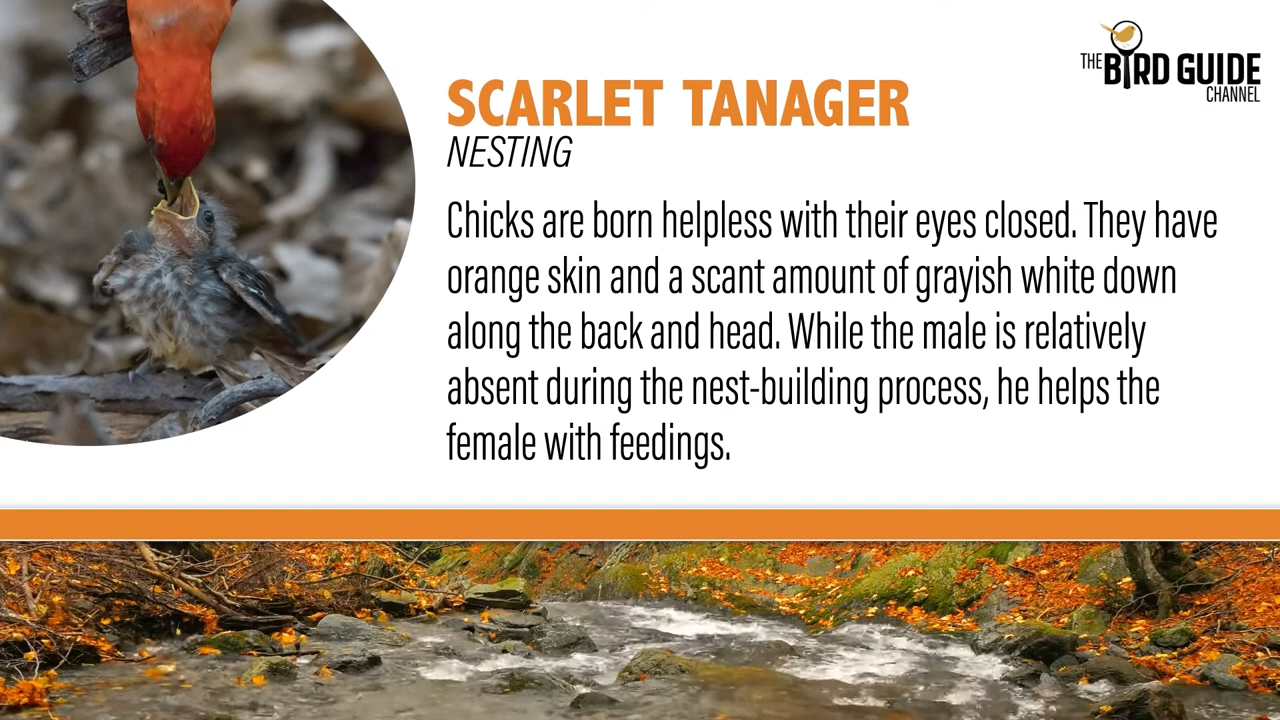 THE BIRD GUIDE
CHANNEL
SCARLET TANAGER
NESTING
Chicks are born helpless with their eyes closed. They have
orange skin and a scant amount of grayish white down
along the back and head. While the male is relatively
absent during the nest-building process, he helps the
female with feedings.